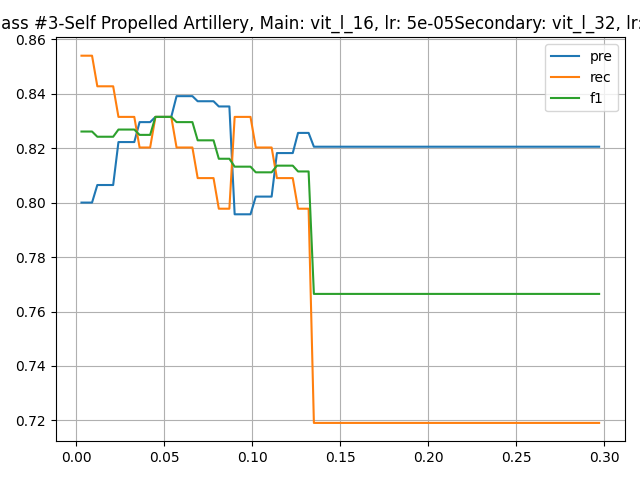 ass #3-Self Propelled Artillery, Main: vit_l_16, lr: 5e-05Secondary: vit_l_32, lr:
0.86
0.84
0.82
0.80
0.78
0.76
0.74
0.72
pre
rec
f1
0.00 0.05 0.10 0.15 0.20 0.25 0.30